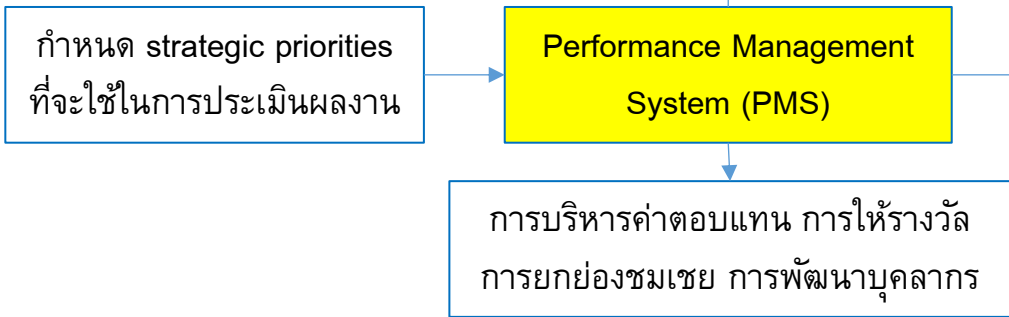 กำหนด strategic priorities
ที่จะใช้ในการประเมินผลงาน
Performance Management
System (PMS)
การบริหารค่าตอบแทน การให้รางวัล
การยกย่องชมเชย การพัฒนาบุคลากร